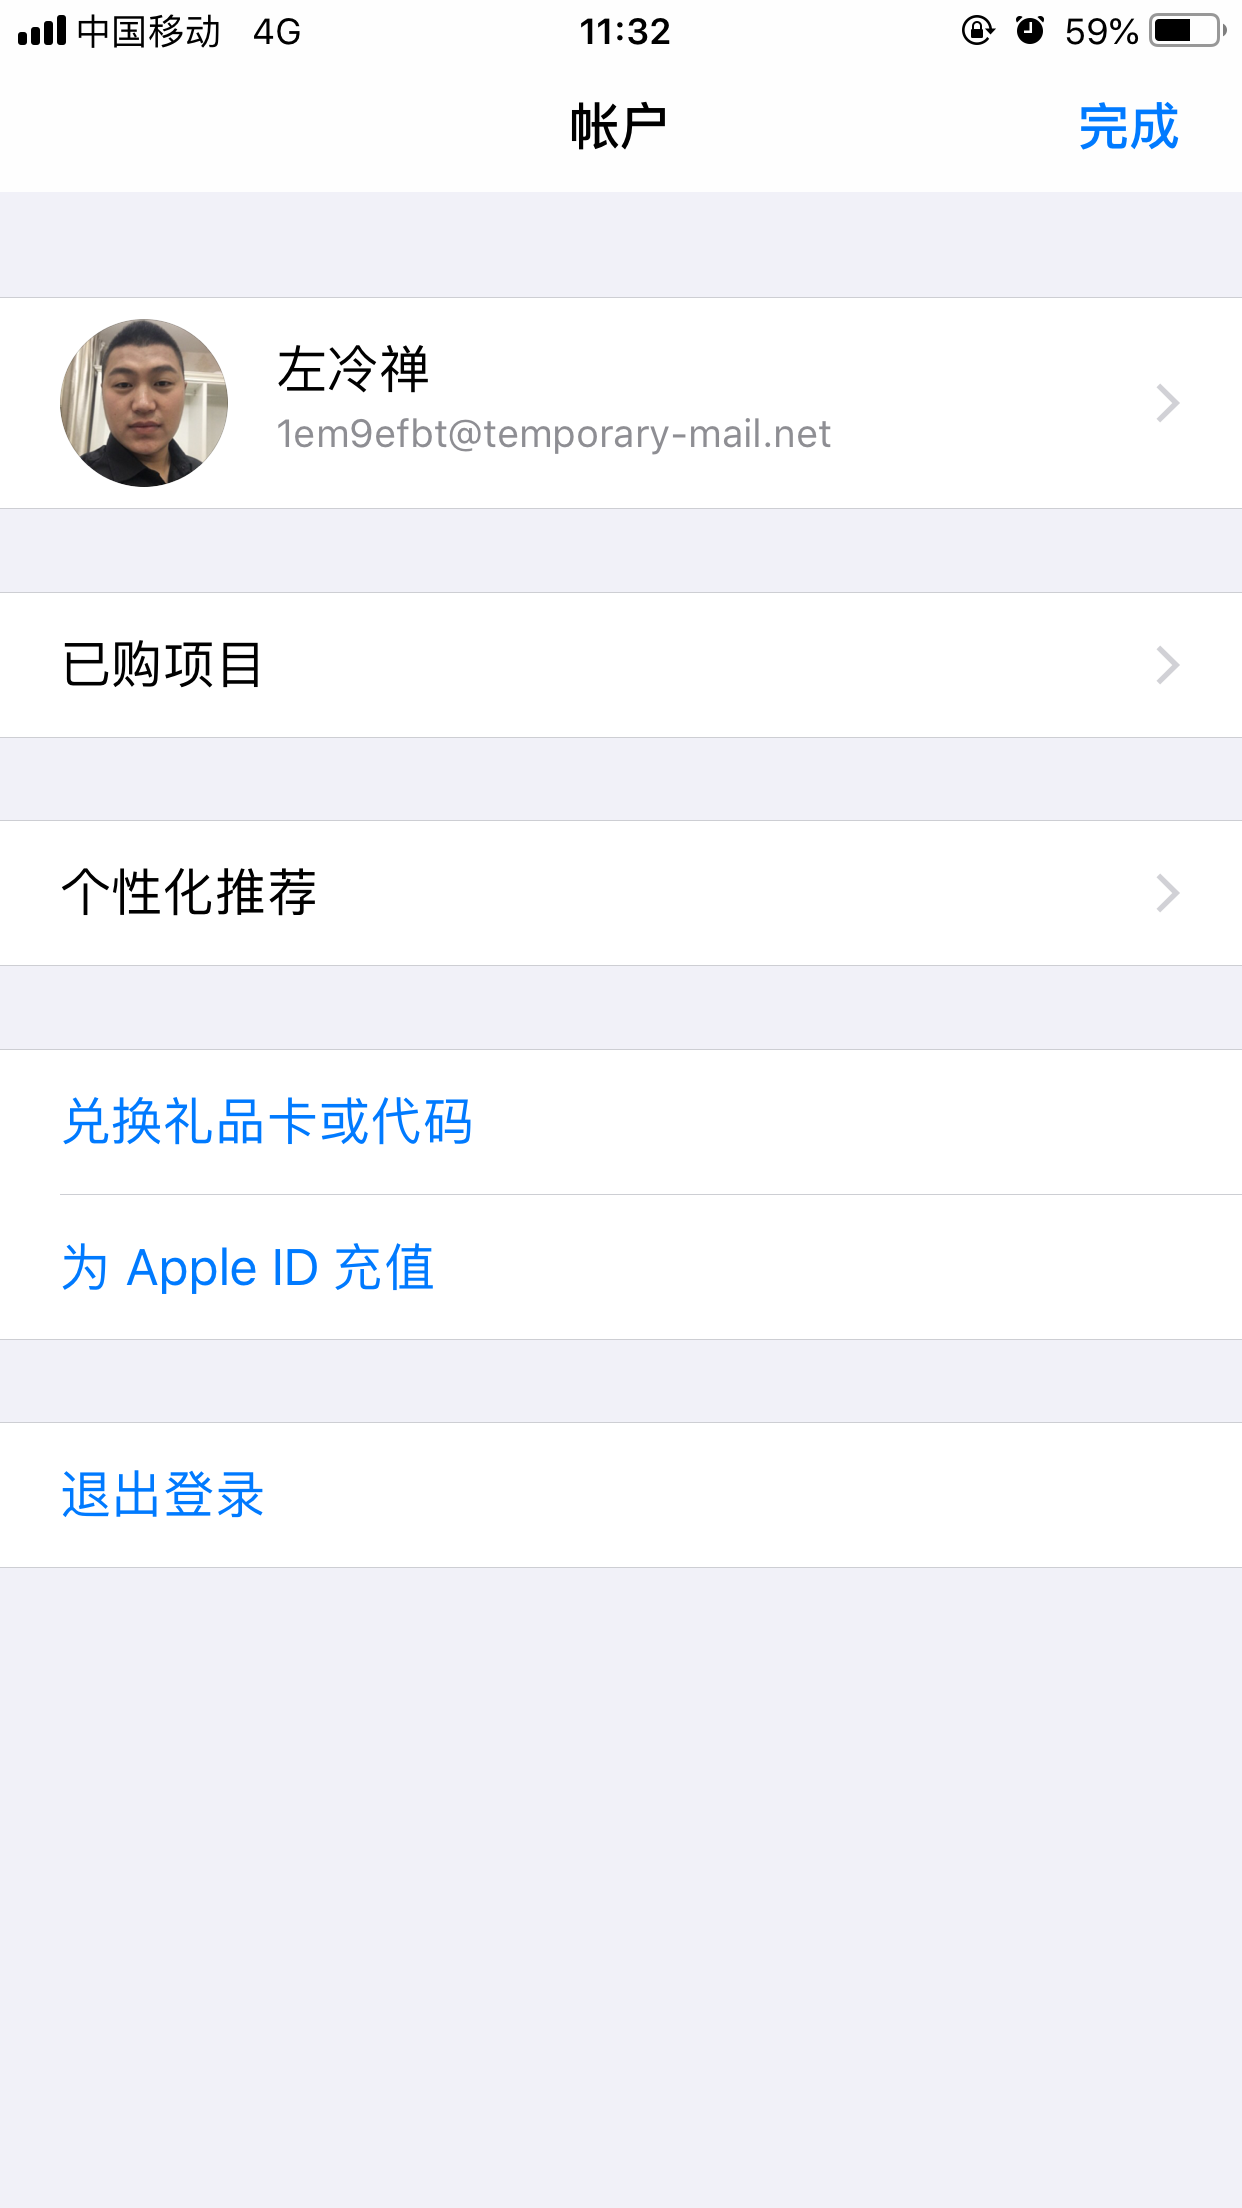 中国移动 4G 11:32 59%
帐户 完成
左冷禅
1em9efbt@temporary-mail.net
已购项目
个性化推荐
兑换礼品卡或代码
为 Apple ID 充值
退出登录